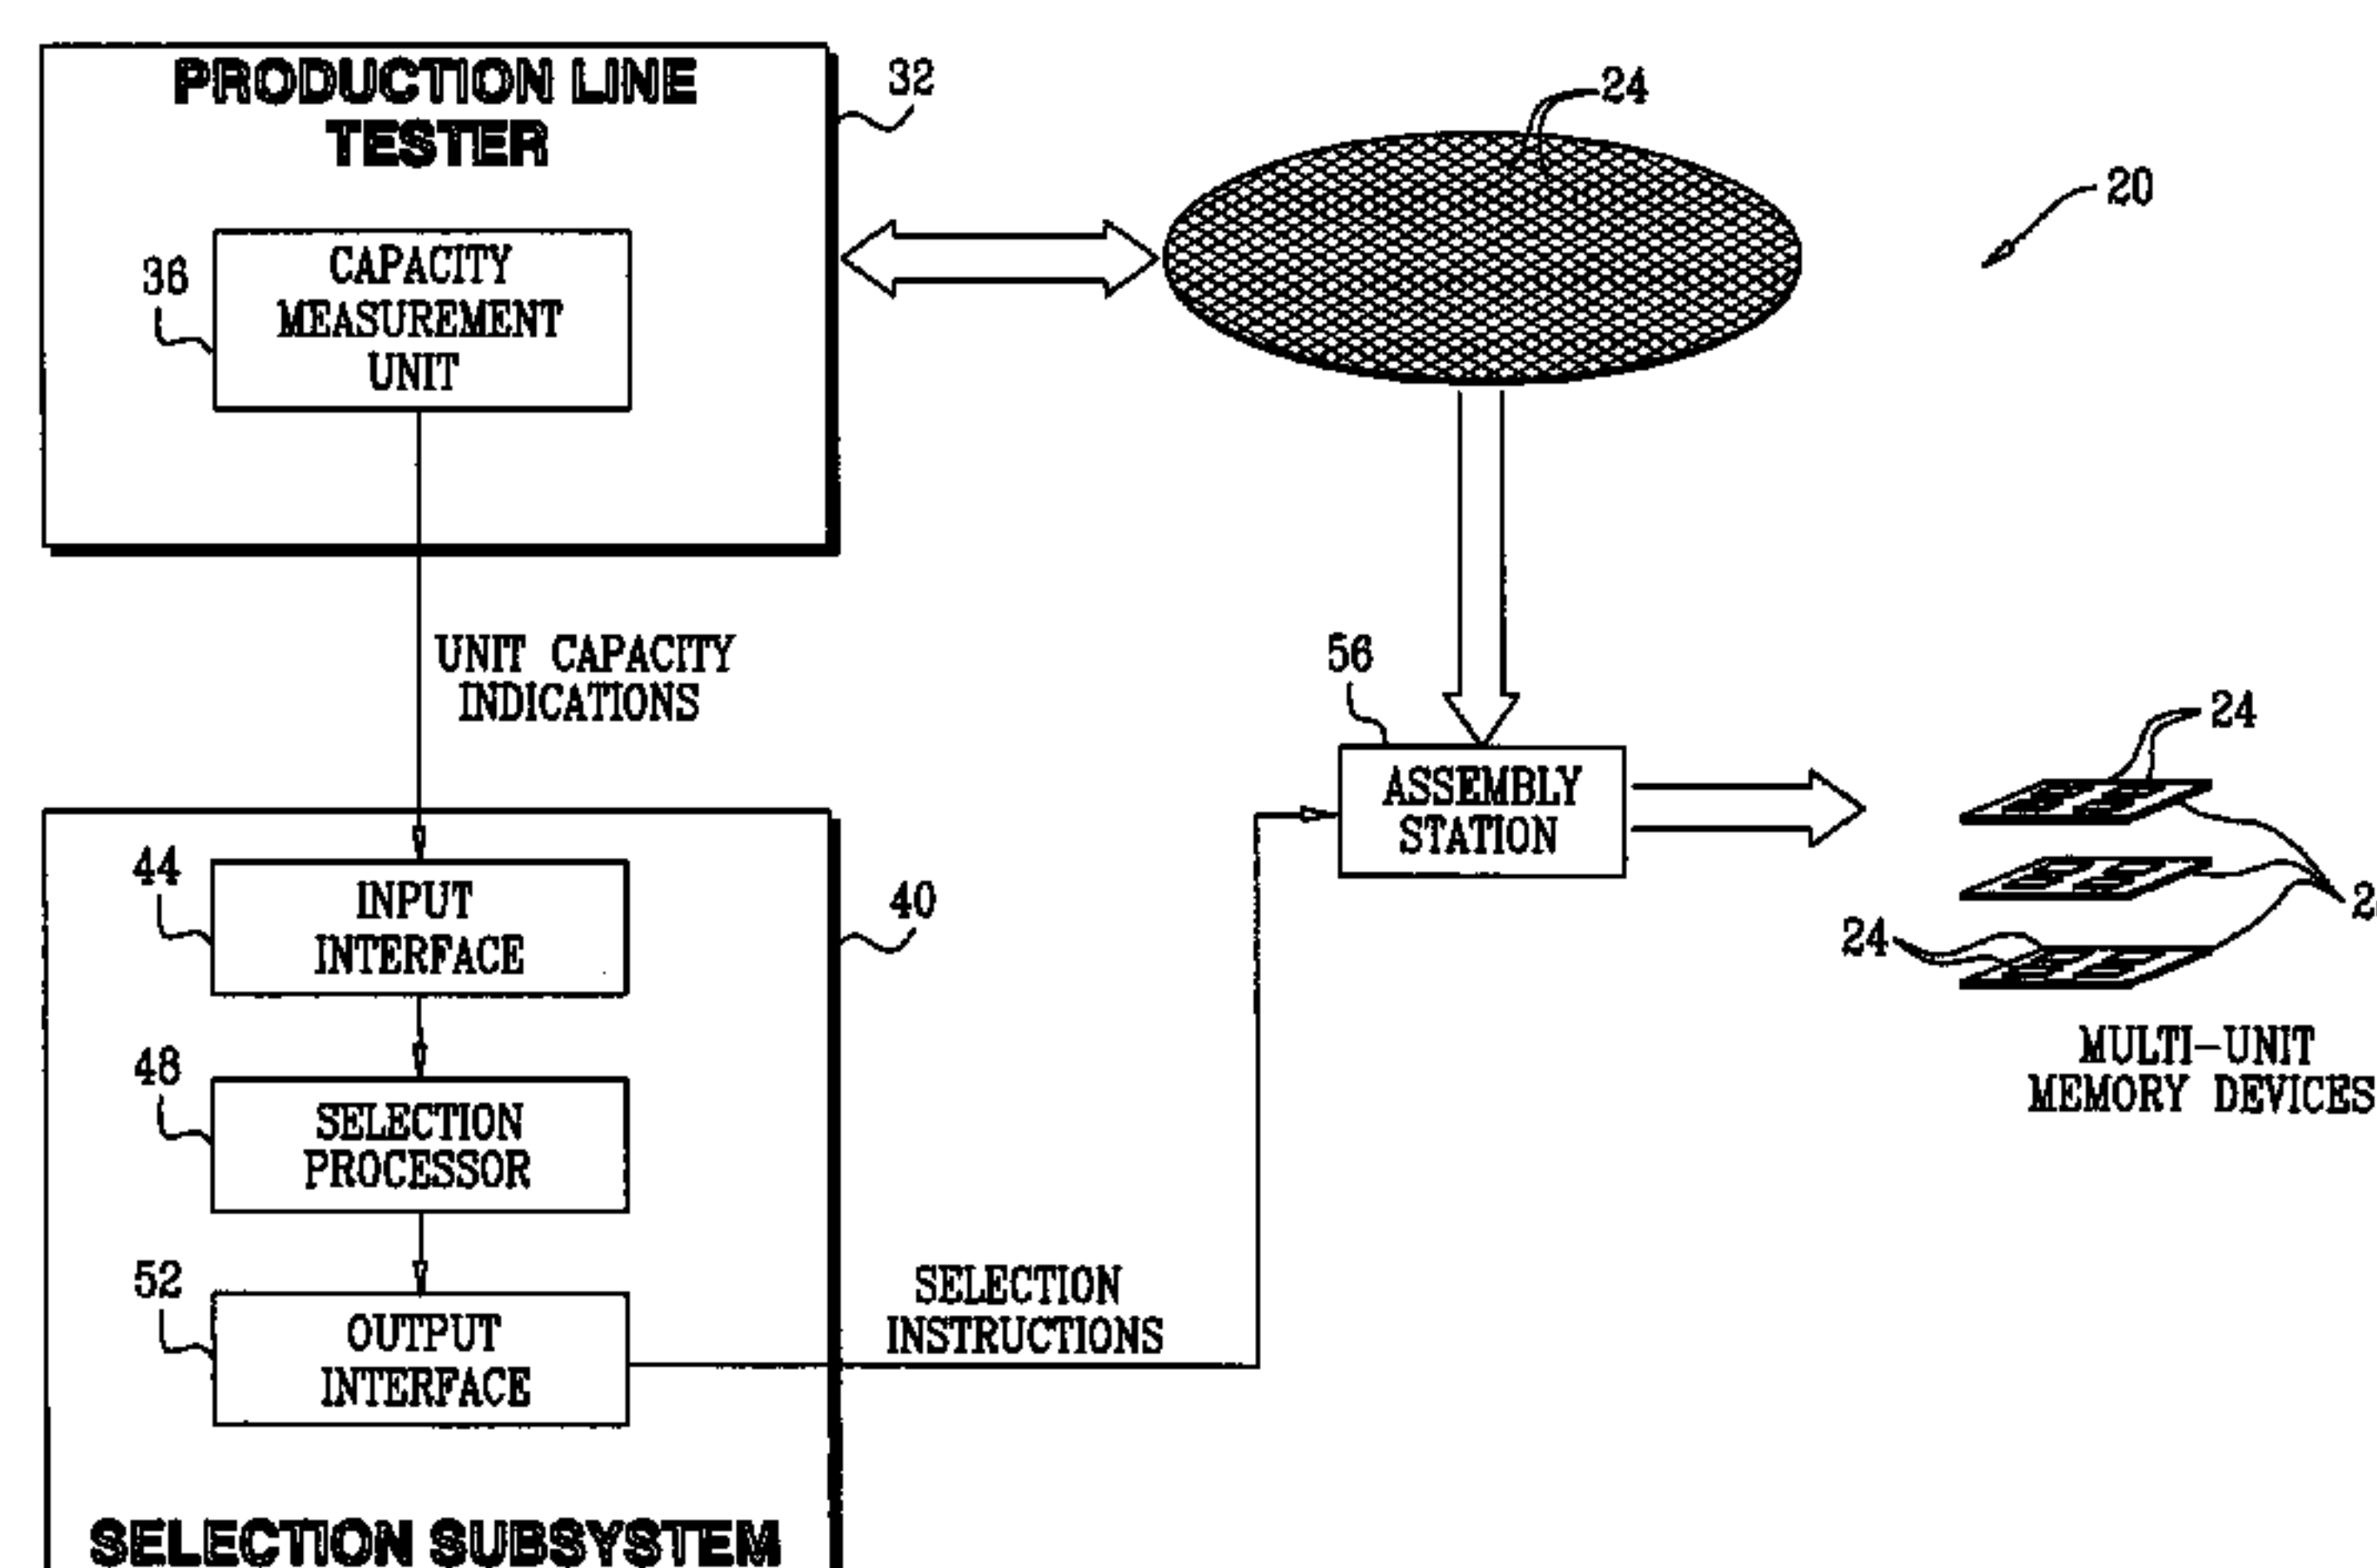 PRODUCTION LINE
TESTER
32
36
CAPACITY
MEASUREMENT
UNIT
24
20
UNIT CAPACITY
INDICATIONS
56
ASSEMBLY
STATION
24
24
MULTI-UNIT
MEMORY DEVICES
40
44
INPUT
INTERFACE
48
SELECTION
PROCESSOR
52
OUTPUT
INTERFACE
SELECTION
INSTRUCTIONS
SELECTION SUBSYSTEM